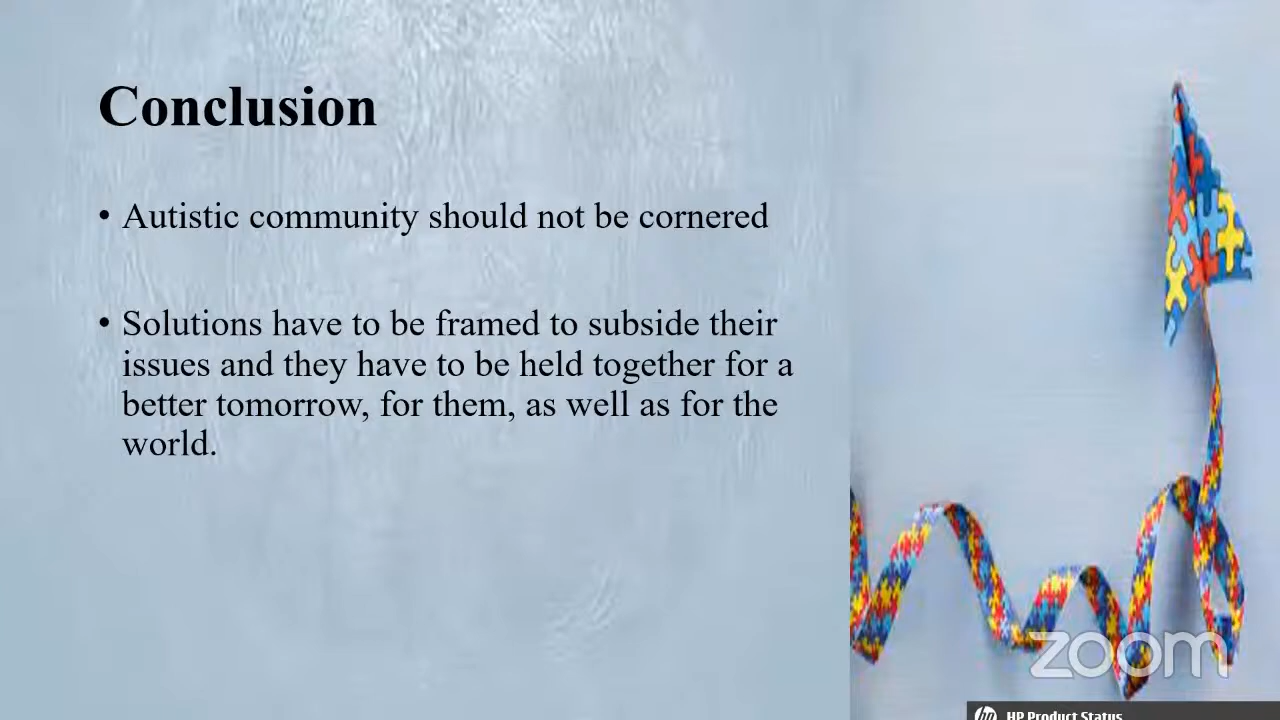 Conclusion
• Autistic community should not be cornered
• Solutions have to be framed to subside their
issues and they have to be held together for a
better tomorrow, for them, as well as for the
world.
zoom
hp HP Product Status